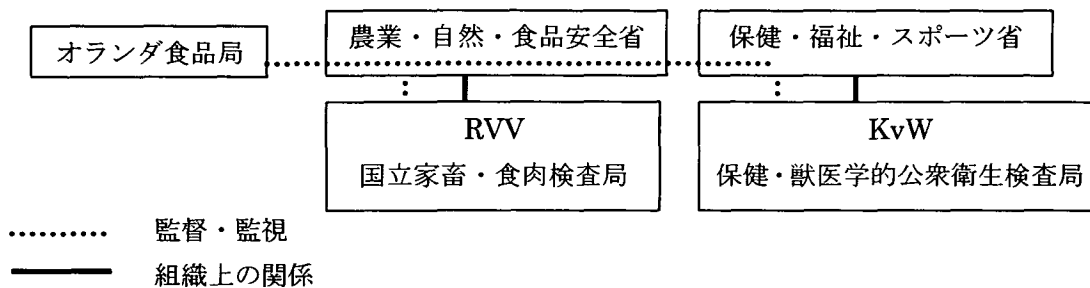 オランダ食品局
農業・自然・食品安全省
保健・福祉・スポーツ省
RVV
国立家畜・食肉検査局
KvW
保健・獣医学的公衆衛生検査局
監督・監視
組織上の関係